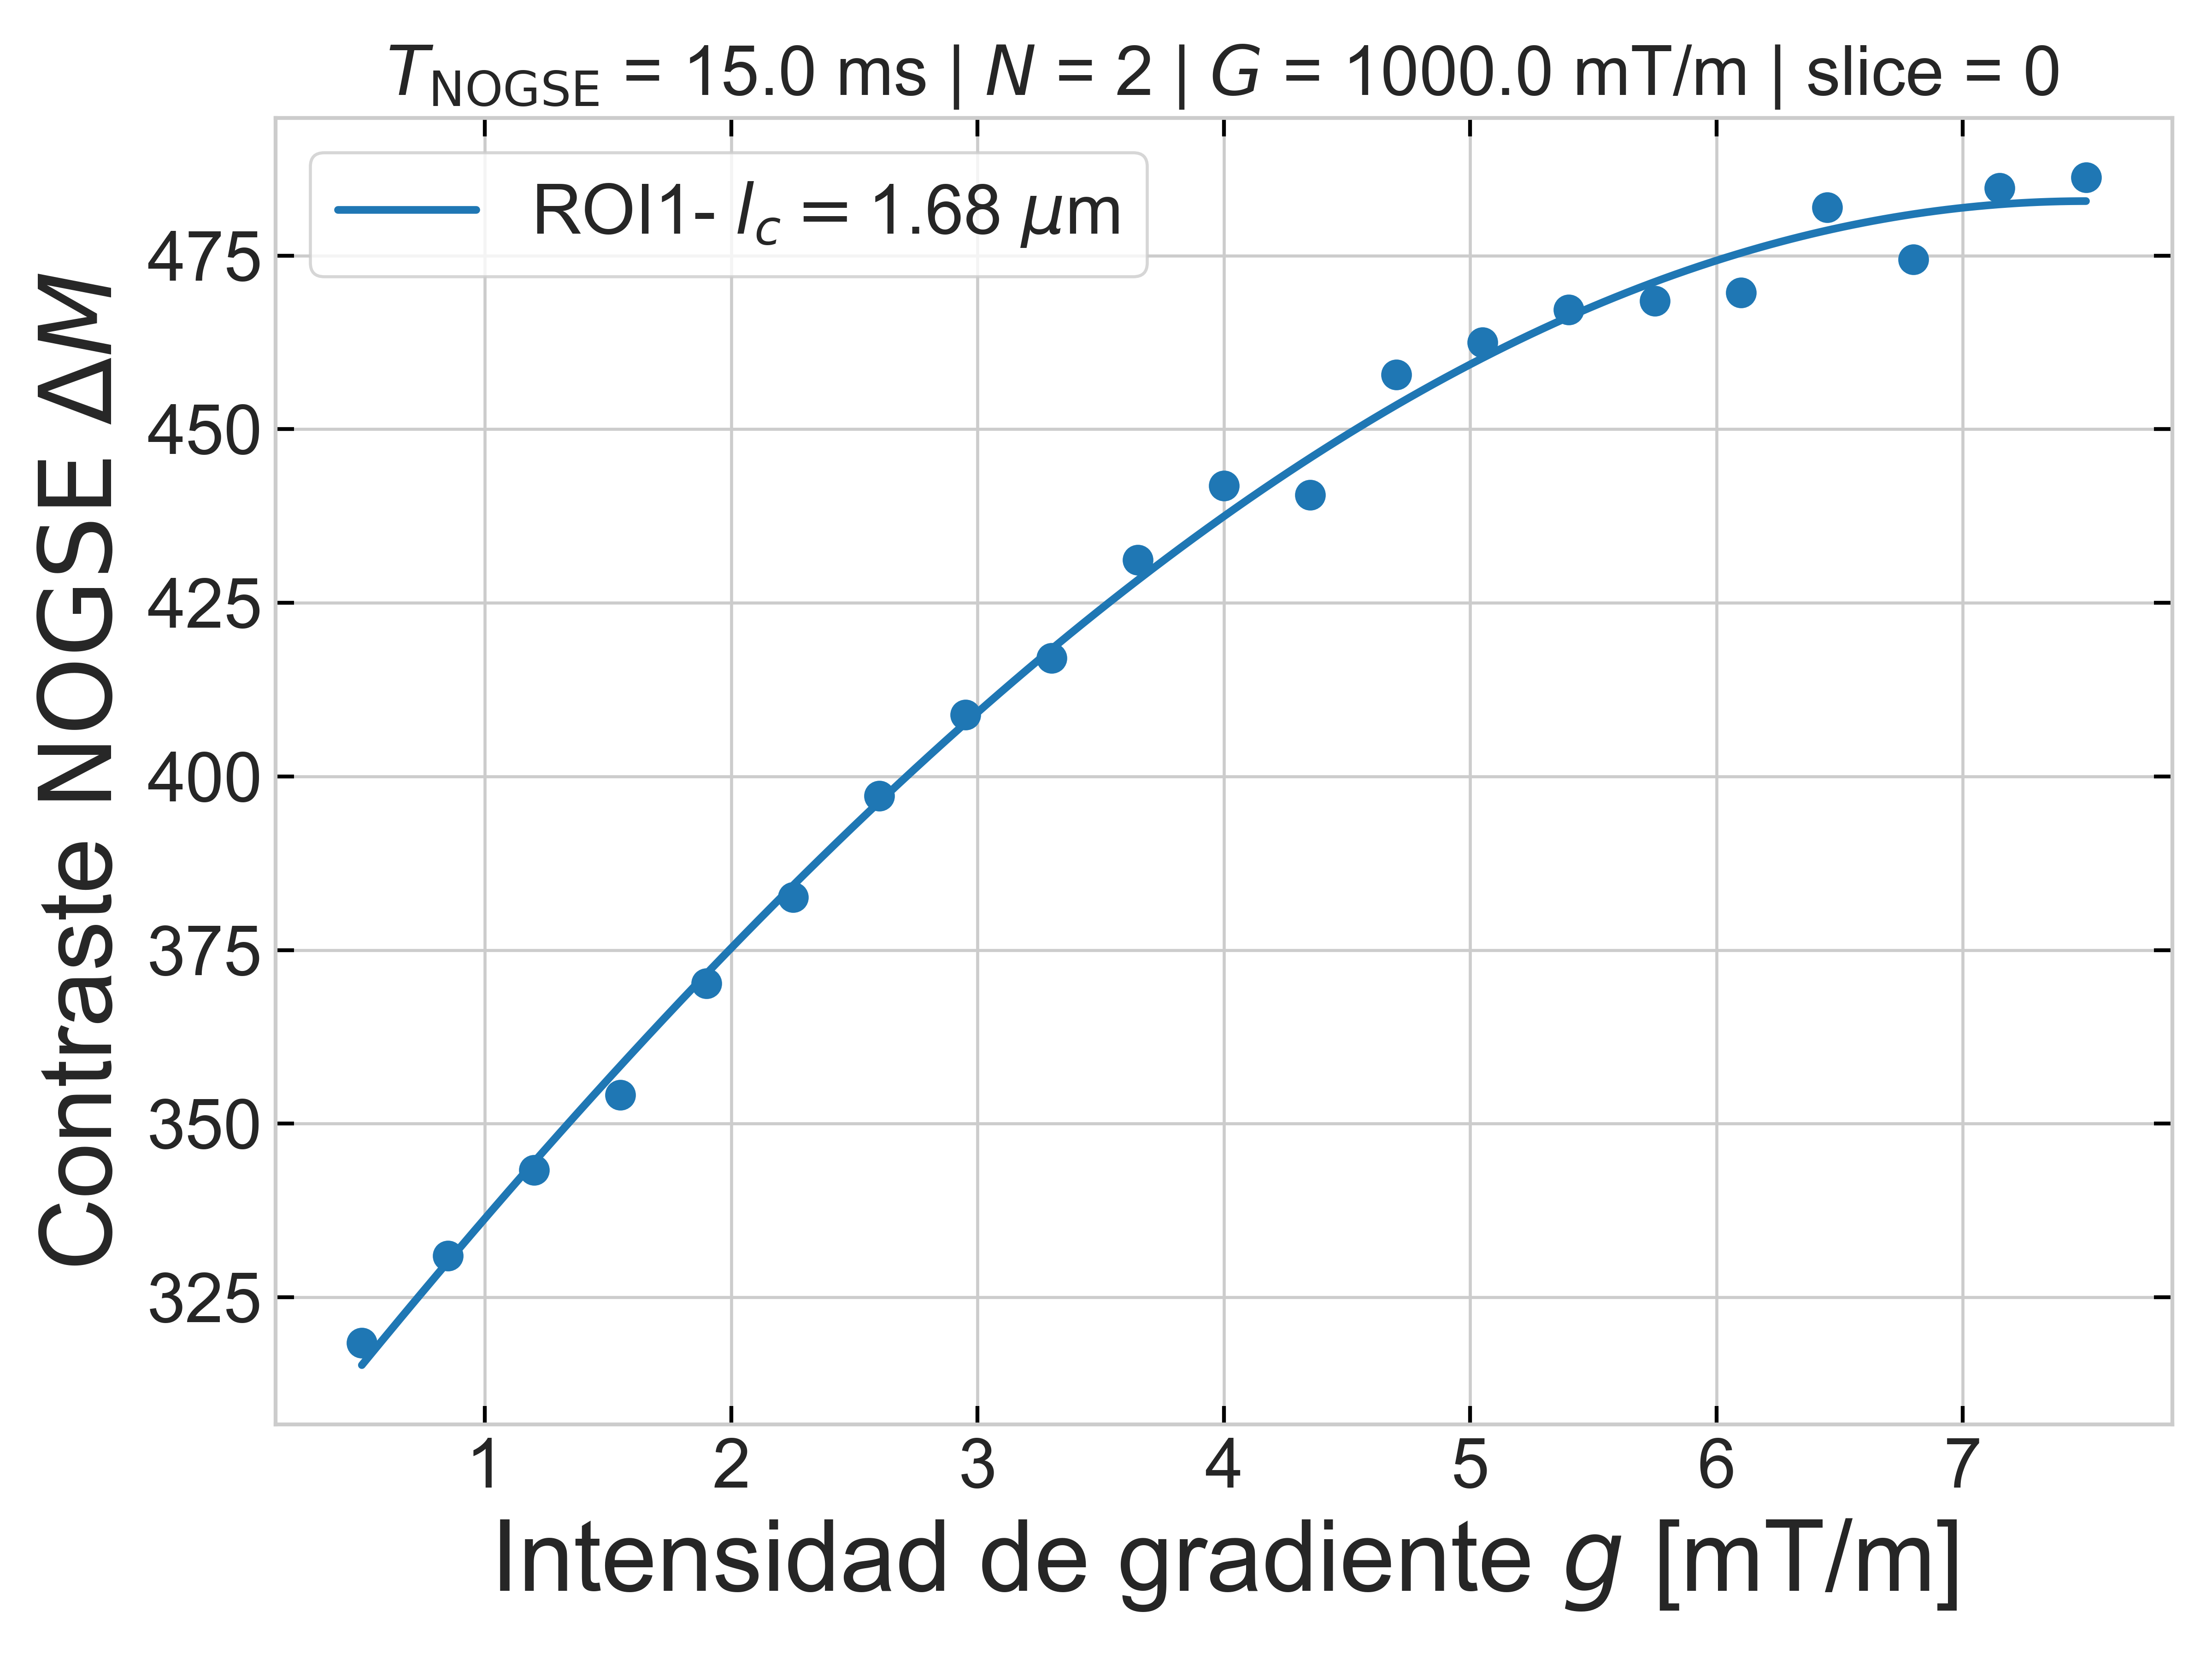 T_NOGSE = 15.0 ms | N = 2 | G = 1000.0 mT/m | slice = 0
ROI1- l_c = 1.68 μm
Contraste NOGSE ΔM
475
450
425
400
375
350
325
1 2 3 4 5 6 7
Intensidad de gradiente g [mT/m]